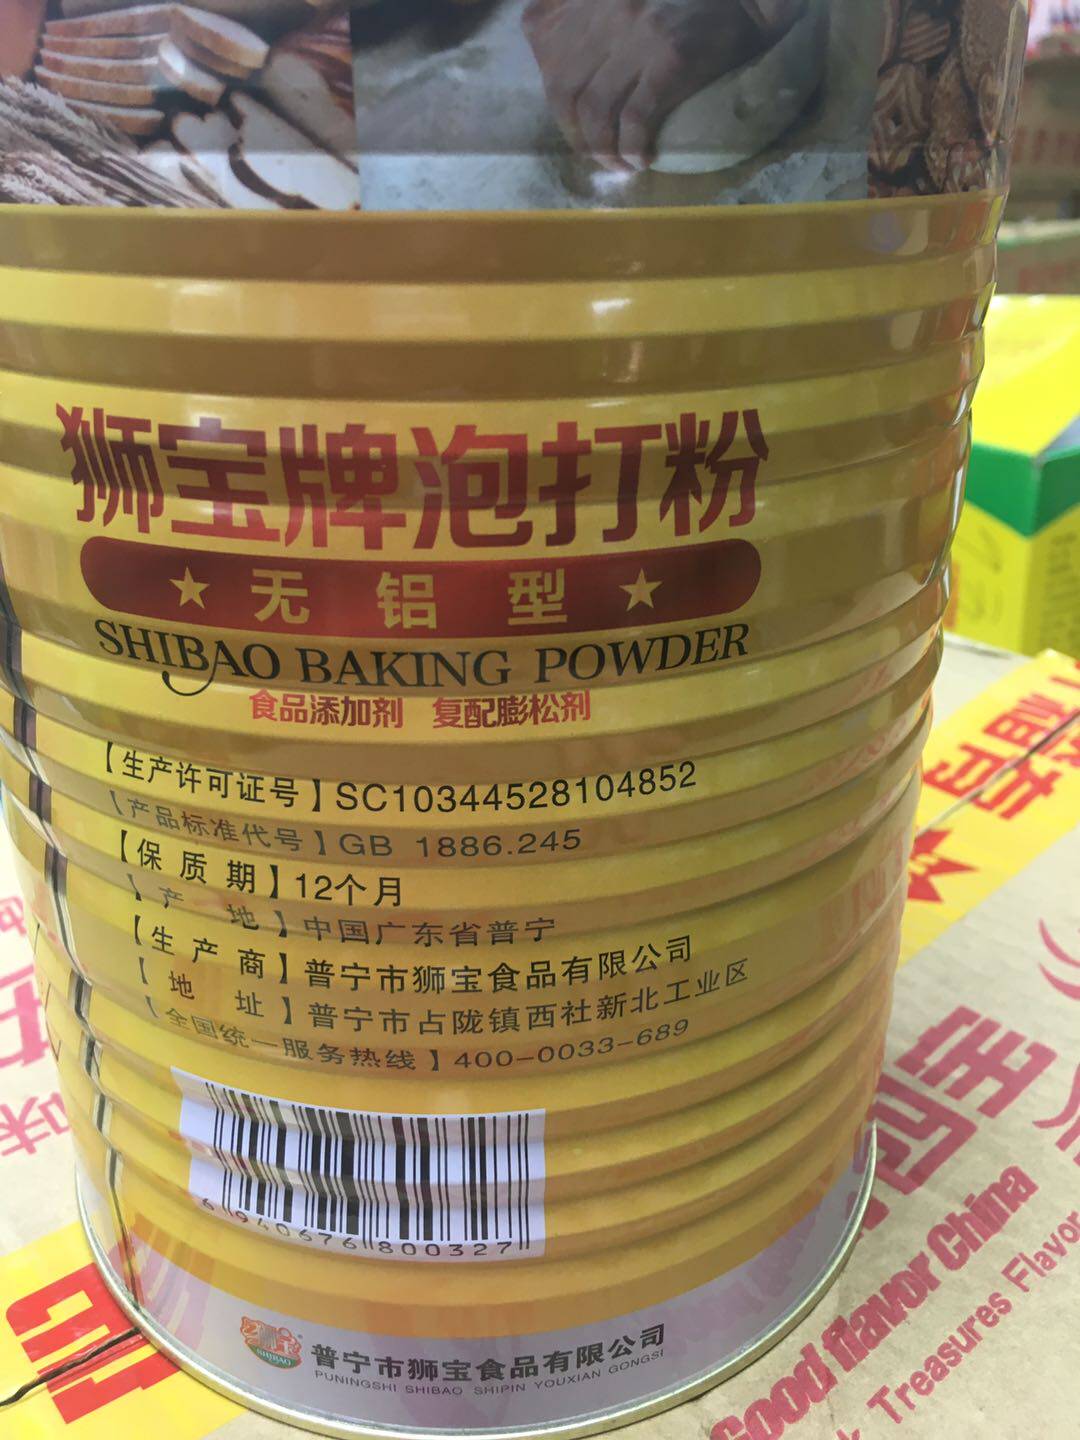 狮宝牌泡打粉
★ 无铝型 ★
SHIBAO BAKING POWDER
食品添加剂 复配膨松剂
【生产许可证号】SC10344528104852
【产品标准代号】GB 1886.245
【保质期】12个月
【产地】中国广东省普宁
【生产商】普宁市狮宝食品有限公司
【地址】普宁市占陇镇西社新北工业区
【全国统一服务热线】400-0033-689
6 940676 800327
SHIBAO
普宁市狮宝食品有限公司
PUNINGSHI SHIBAO SHIPIN YOUXIAN GONGSI
Good flavor China
Treasures Flavor